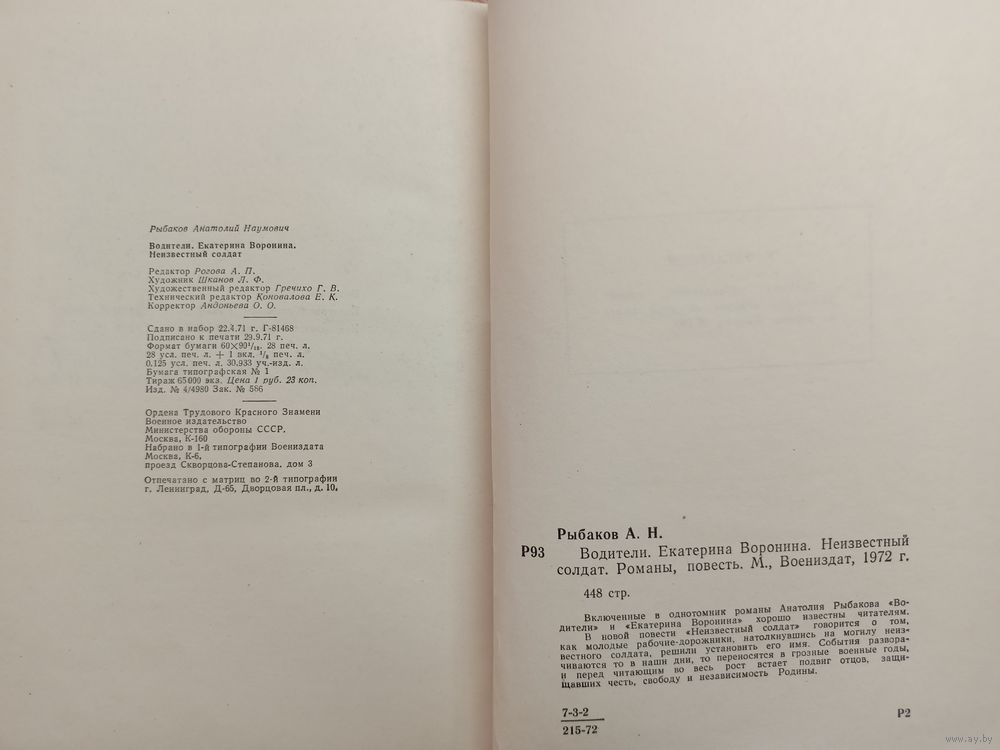 Рыбаков Анатолий Наумович
Водители. Екатерина Воронина.
Неизвестный солдат
Редактор Рогова А. П.
Художник Шканов Л. Ф.
Художественный редактор Гречихо Г. В.
Технический редактор Коновалова Е. К.
Корректор Андоньева О. О.
Сдано в набор 22.4.71 г. Г-81468
Подписано к печати 29.9.71 г.
Формат бумаги 60×90¹/₁₆. 28 печ. л.
28 усл. печ. л. + 1 вкл. ¹/₈ печ. л.
0.125 усл. печ. л. 30.933 уч.-изд. л.
Бумага типографская № 1
Тираж 65000 экз. Цена 1 руб. 23 коп.
Изд. № 4/4980 Зак. № 586
Ордена Трудового Красного Знамени
Военное издательство
Министерства обороны СССР.
Москва, К-160
Набрано в 1-й типографии Воениздата
Москва, К-6,
проезд Скворцова-Степанова, дом 3
Отпечатано с матриц во 2-й типографии
г. Ленинград, Д-65, Дворцовая пл., д. 10.
Рыбаков А. Н.
Р93 Водители. Екатерина Воронина. Неизвестный
солдат. Романы, повесть. М., Воениздат, 1972 г.
448 стр.
Включенные в однотомник романы Анатолия Рыбакова «Во-
дители» и «Екатерина Воронина» хорошо известны читателям.
В новой повести «Неизвестный солдат» говорится о том,
как молодые рабочие-дорожники, натолкнувшись на могилу неиз-
вестного солдата, решили установить его имя. События развора-
чиваются то в наши дни, то переносятся в грозные военные годы,
и перед читающим во весь рост встает подвиг отцов, защи-
щавших честь, свободу и независимость Родины.
7-3-2
215-72
Р2
www.ay.by